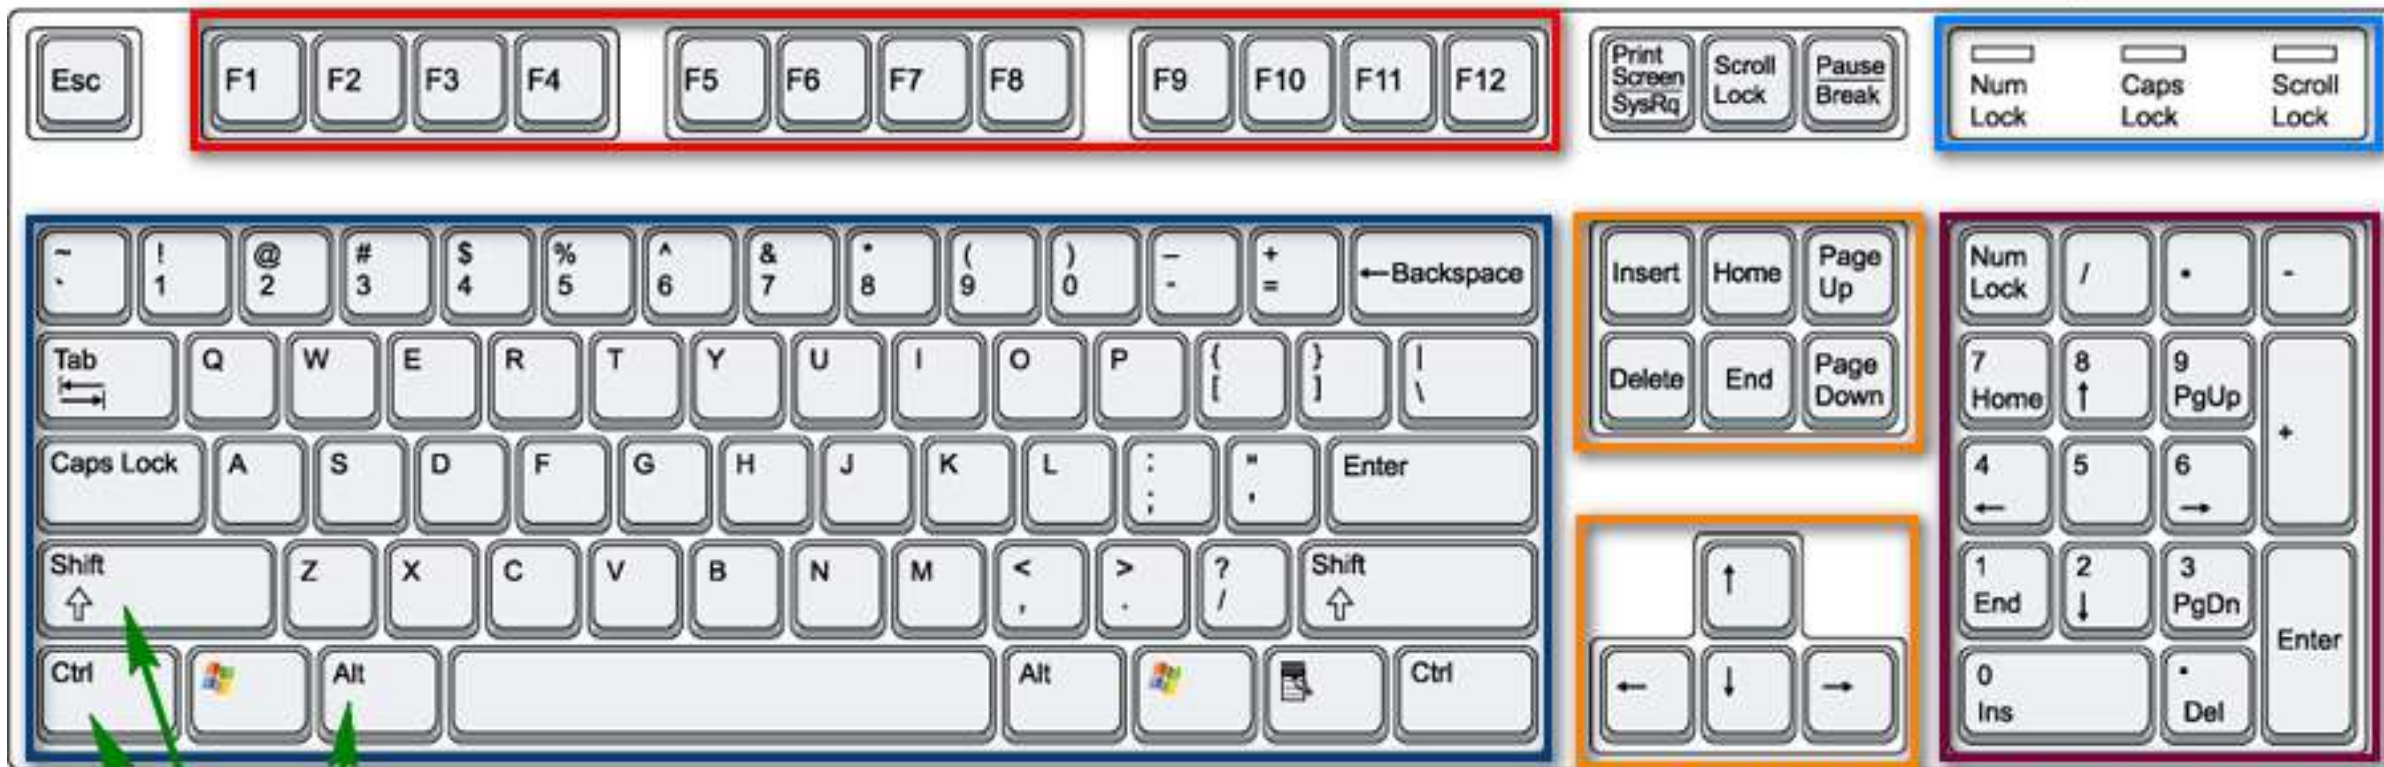 Esc F1 F2 F3 F4 F5 F6 F7 F8 F9 F10 F11 F12
Print
Screen
SysRq
Scroll
Lock
Pause
Break
Num
Lock
Caps
Lock
Scroll
Lock
~ ! @ # $ % ^ & * ( ) _ +
` 1 2 3 4 5 6 7 8 9 0 - = ←Backspace
Tab Q W E R T Y U I O P { } |
[ ] \
Caps Lock A S D F G H J K L : " Enter
; '
Shift Z X C V B N M < > ? Shift
⇧ , . / ⇧
Ctrl Alt Alt Ctrl
Insert Home Page
Up
Delete End Page
Down
↑
← ↓ →
Num
Lock / • -
7 8 9
Home ↑ PgUp +
4 5 6
← →
1 2 3
End ↓ PgDn Enter
0 •
Ins Del